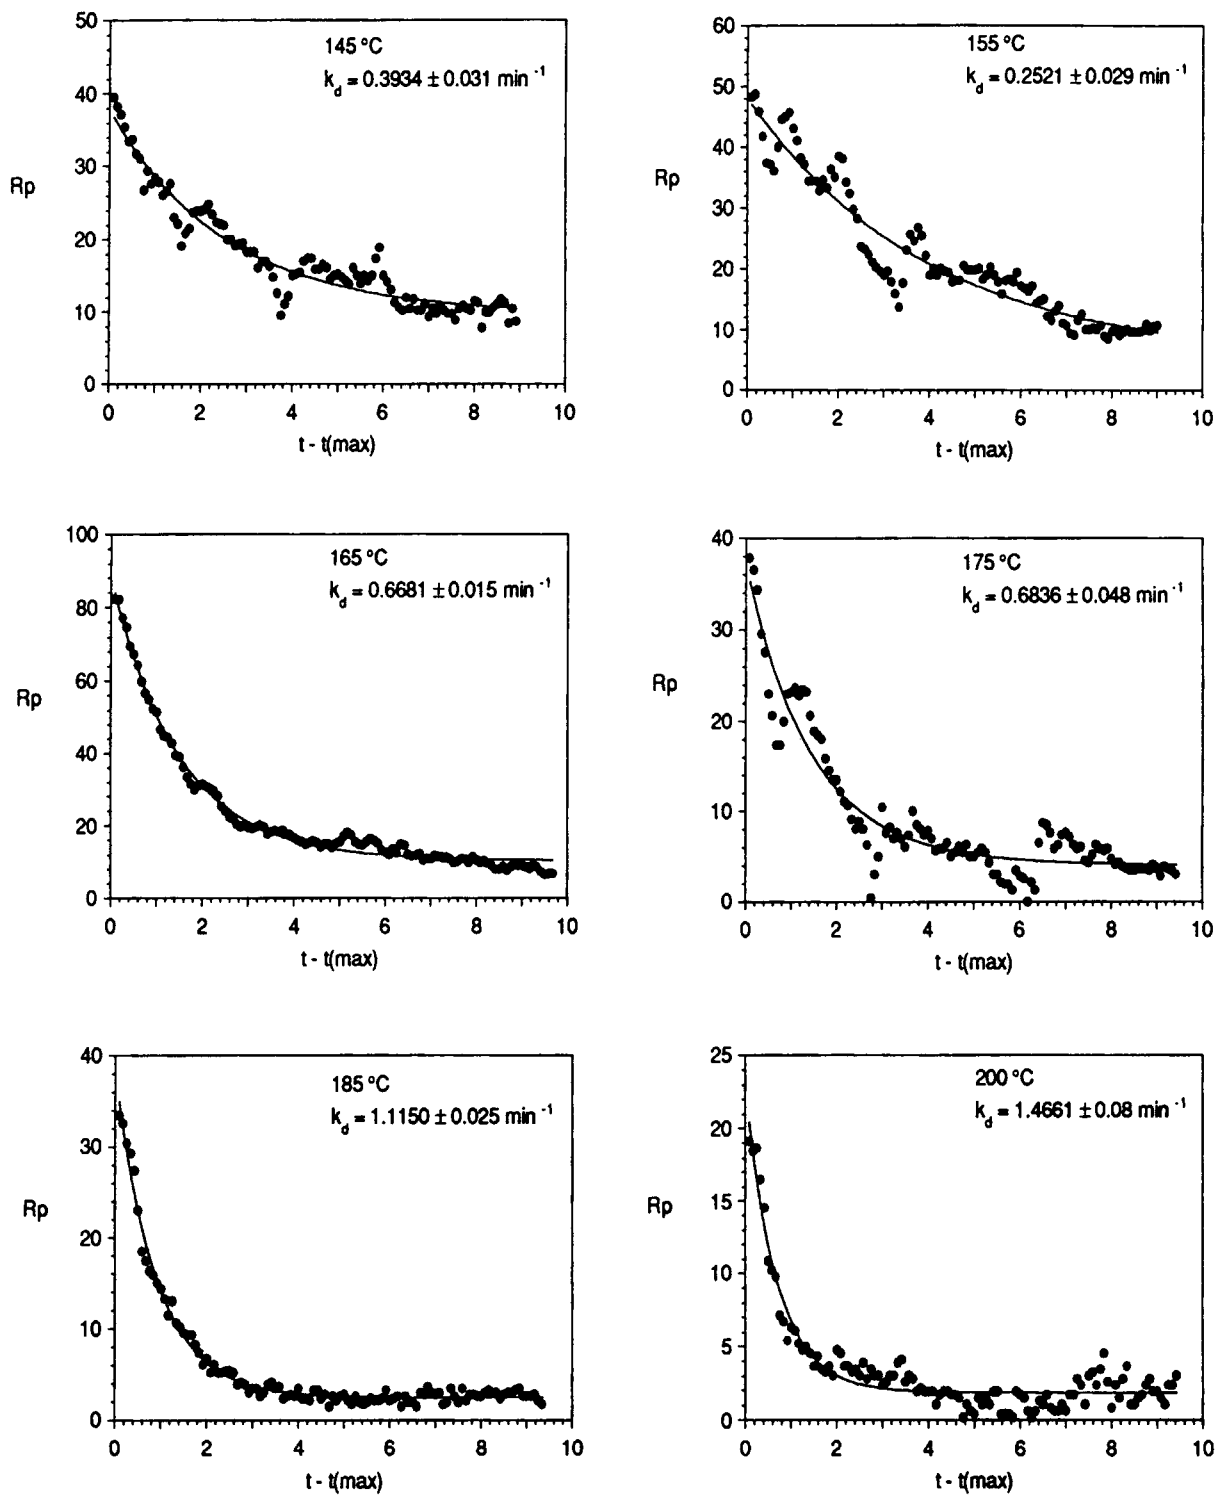 50
40
30
20
10
0
Rp
145 °C
k_d = 0.3934 ± 0.031 min⁻¹
0 2 4 6 8 10
t - t(max)
60
50
40
30
20
10
0
Rp
155 °C
k_d = 0.2521 ± 0.029 min⁻¹
0 2 4 6 8 10
t - t(max)
100
80
60
40
20
0
Rp
165 °C
k_d = 0.6681 ± 0.015 min⁻¹
0 2 4 6 8 10
t - t(max)
40
30
20
10
0
Rp
175 °C
k_d = 0.6836 ± 0.048 min⁻¹
0 2 4 6 8 10
t - t(max)
40
30
20
10
0
Rp
185 °C
k_d = 1.1150 ± 0.025 min⁻¹
0 2 4 6 8 10
t - t(max)
25
20
15
10
5
0
Rp
200 °C
k_d = 1.4661 ± 0.08 min⁻¹
0 2 4 6 8 10
t - t(max)